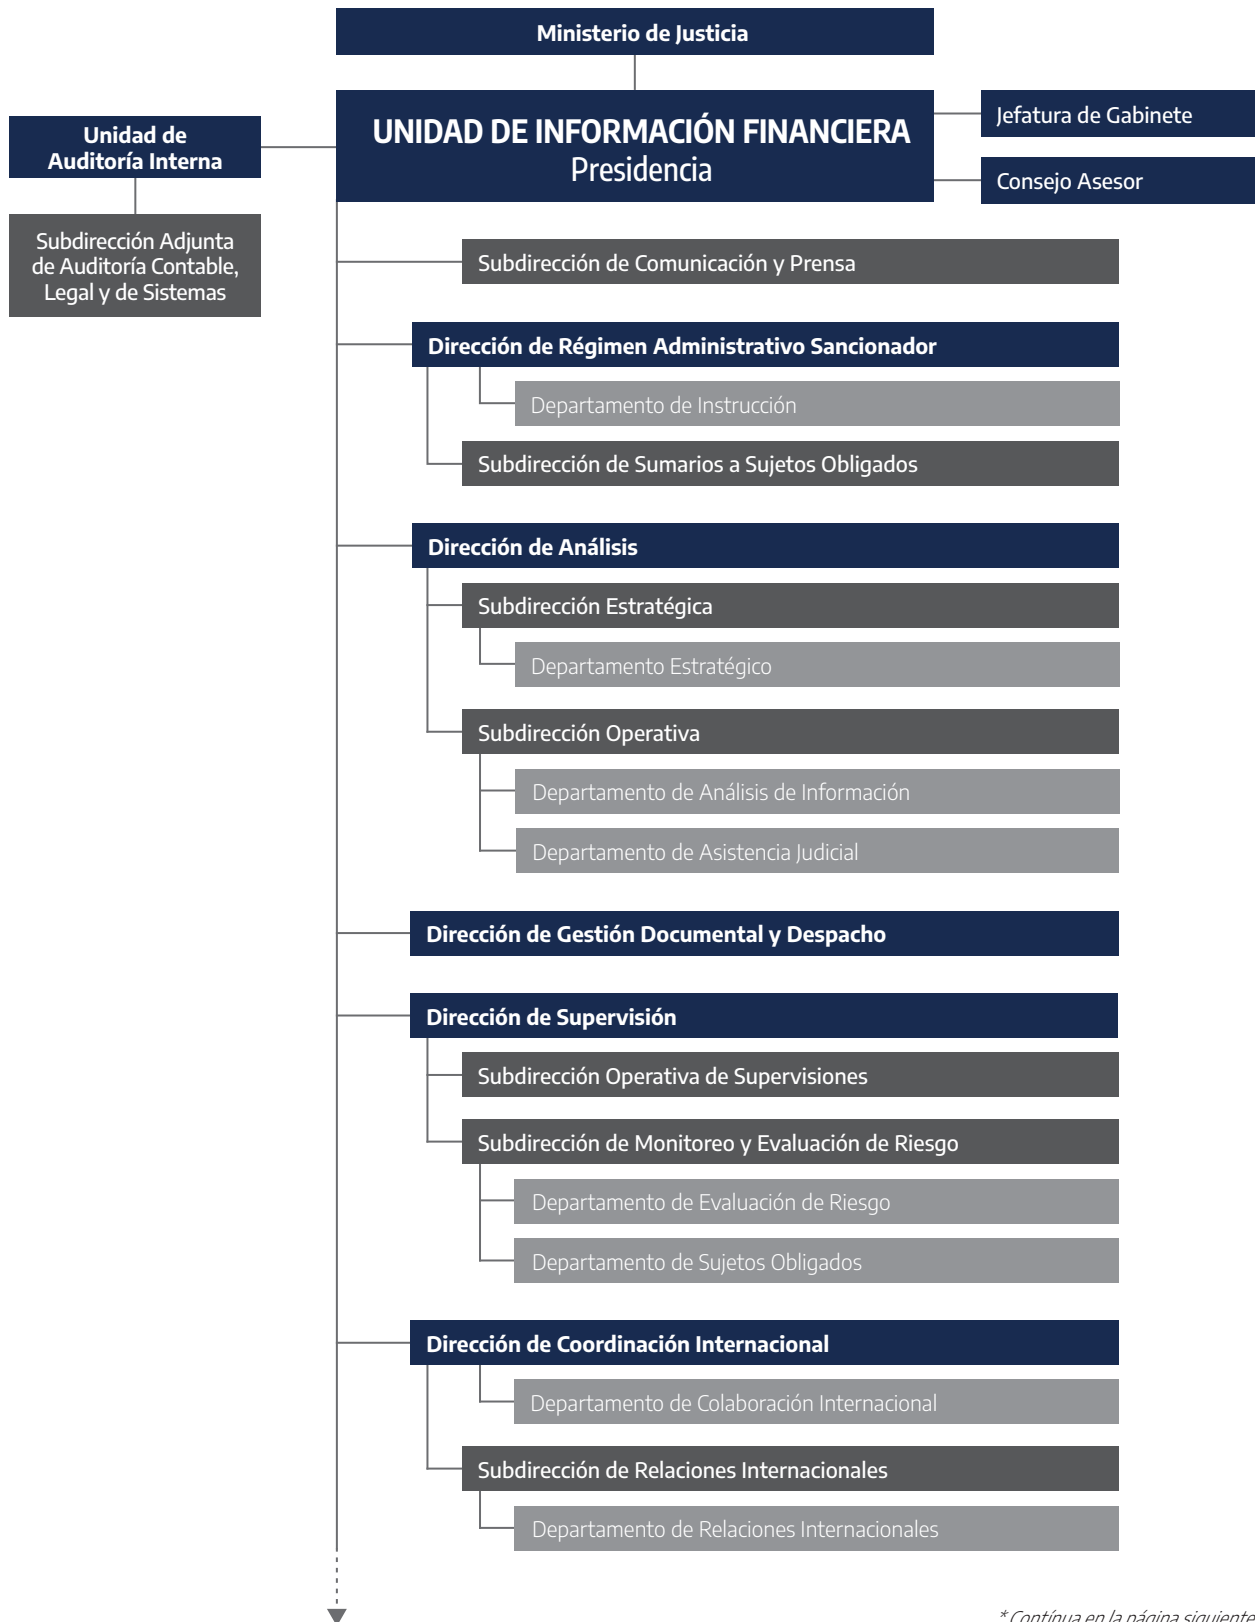 Ministerio de Justicia
UNIDAD DE INFORMACIÓN FINANCIERA
Presidencia
Jefatura de Gabinete
Consejo Asesor
Unidad de
Auditoría Interna
Subdirección Adjunta
de Auditoría Contable,
Legal y de Sistemas
Subdirección de Comunicación y Prensa
Dirección de Régimen Administrativo Sancionador
Departamento de Instrucción
Subdirección de Sumarios a Sujetos Obligados
Dirección de Análisis
Subdirección Estratégica
Departamento Estratégico
Subdirección Operativa
Departamento de Análisis de Información
Departamento de Asistencia Judicial
Dirección de Gestión Documental y Despacho
Dirección de Supervisión
Subdirección Operativa de Supervisiones
Subdirección de Monitoreo y Evaluación de Riesgo
Departamento de Evaluación de Riesgo
Departamento de Sujetos Obligados
Dirección de Coordinación Internacional
Departamento de Colaboración Internacional
Subdirección de Relaciones Internacionales
Departamento de Relaciones Internacionales
* Contínua en la página siguiente